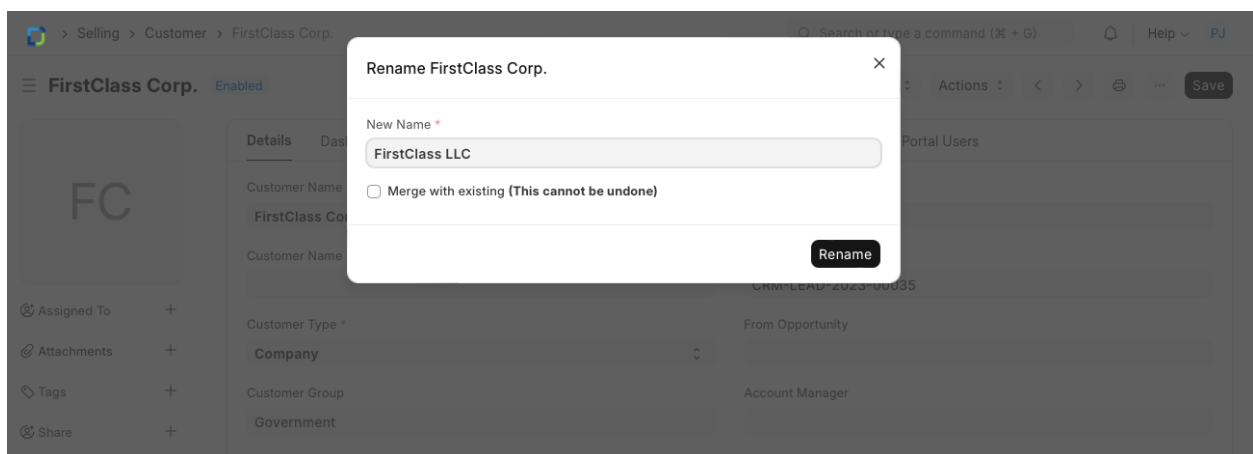 Selling > Customer > FirstClass Corp.
Search or type a command (⌘ + G)
Help
PJ
FirstClass Corp.
Enabled
Actions
Save
Rename FirstClass Corp.
New Name *
FirstClass LLC
Merge with existing (This cannot be undone)
Rename
FC
Assigned To
Attachments
Tags
Share
Details
Portal Users
Customer Name
FirstClass
Customer Name
CRM-LEAD-2023-00035
Customer Type *
From Opportunity
Company
Customer Group
Account Manager
Government